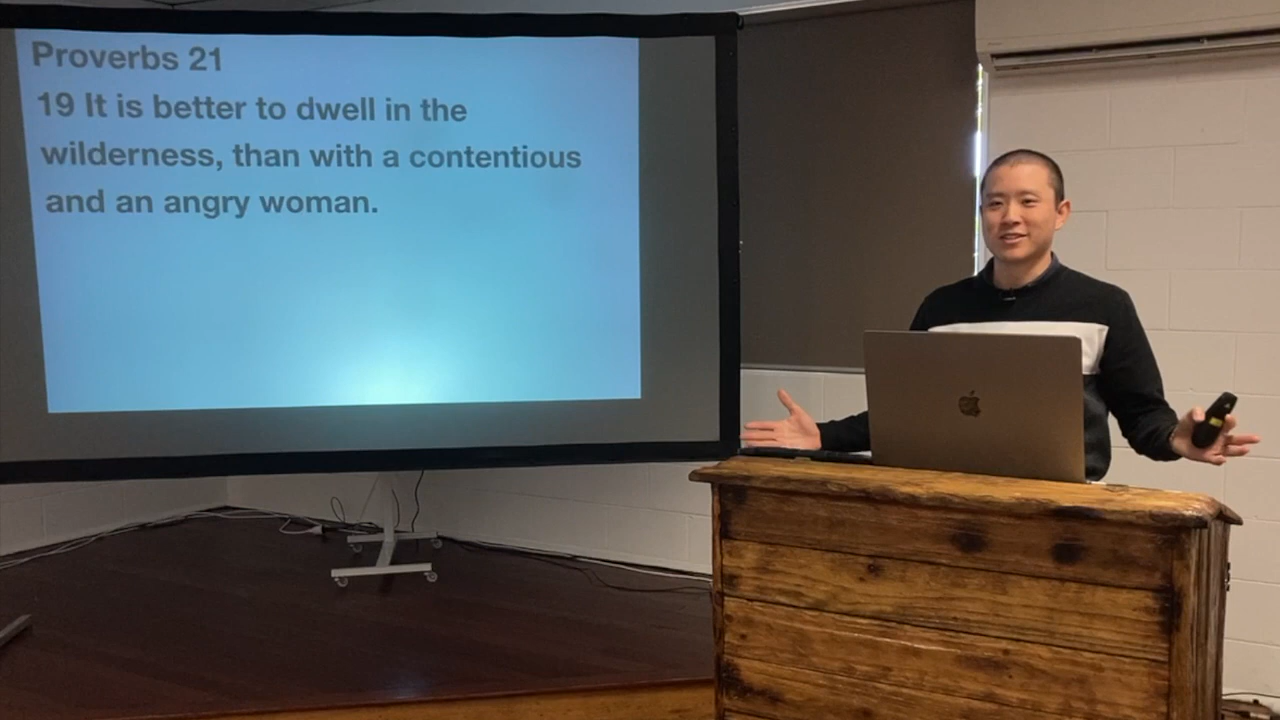 Proverbs 21
19 It is better to dwell in the
wilderness, than with a contentious
and an angry woman.